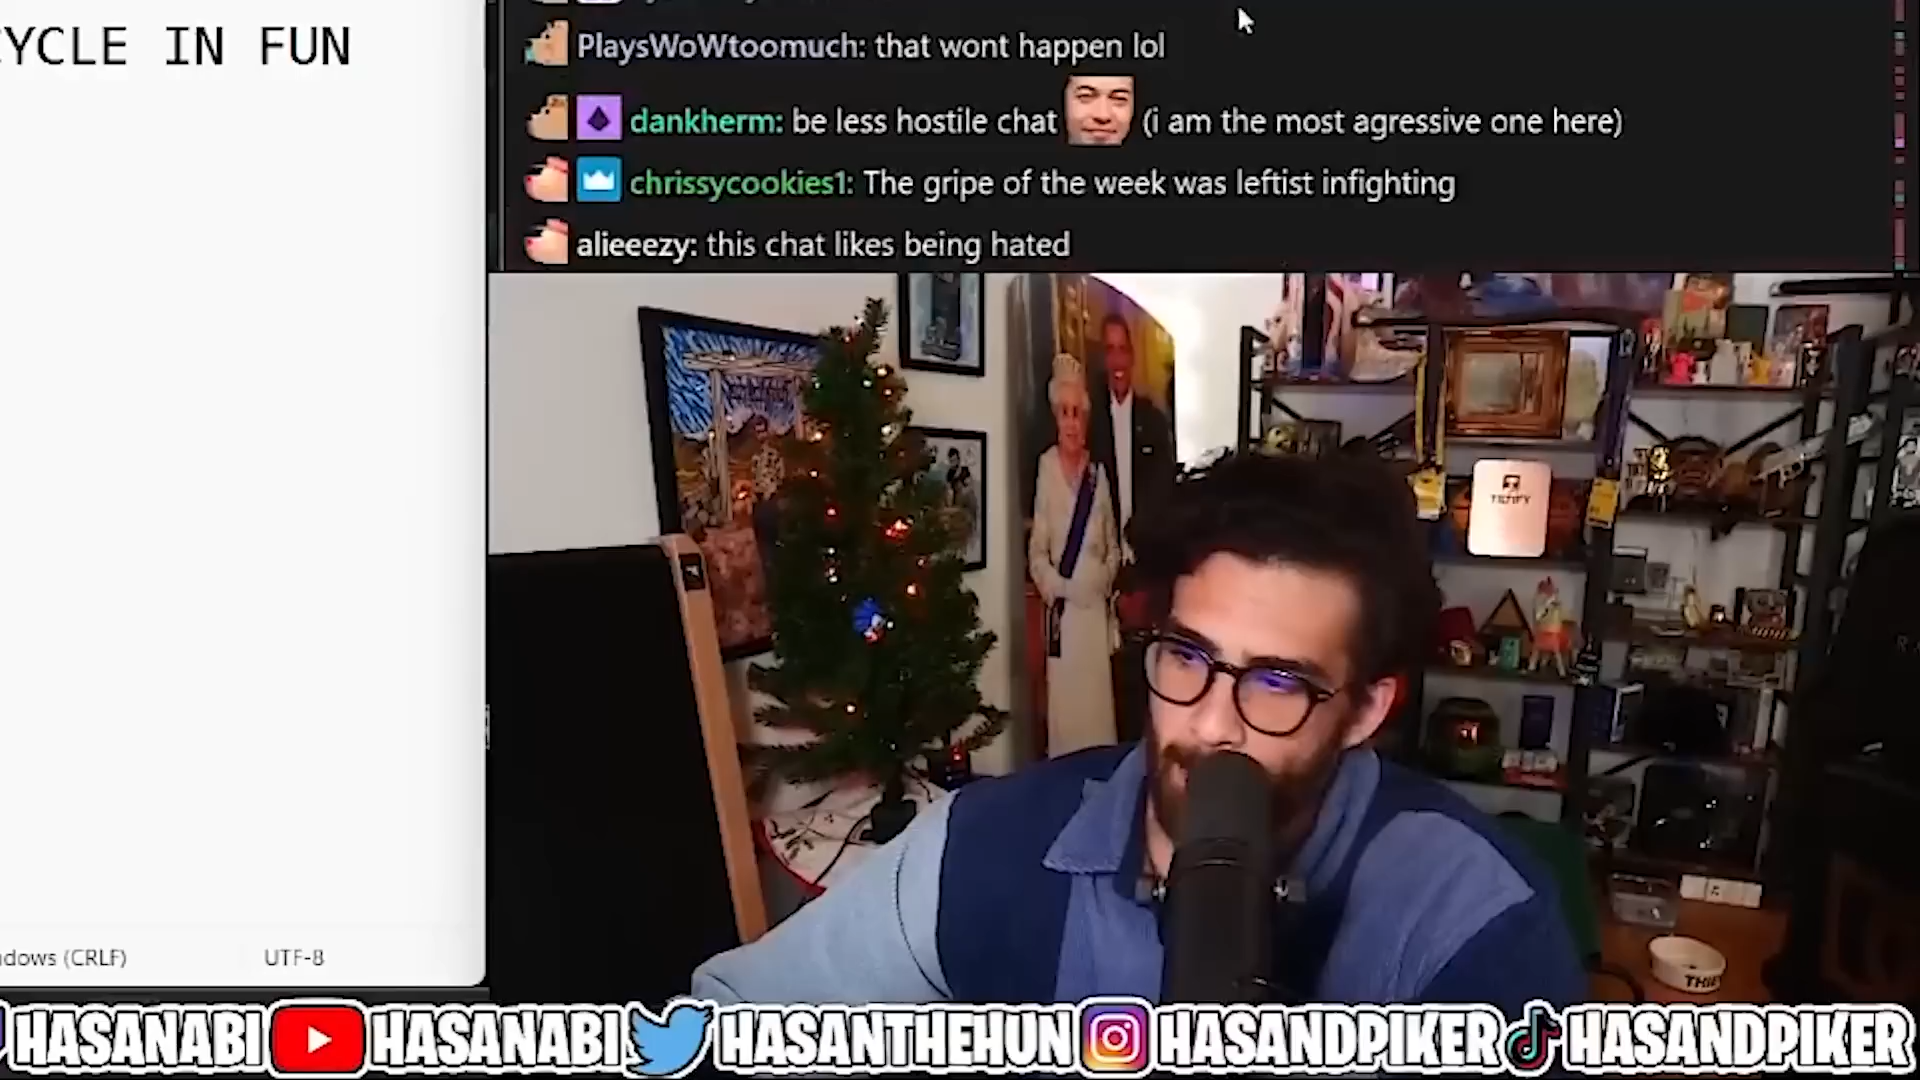 YCLE IN FUN
PlaysWoWtoomuch: that wont happen lol
dankherm: be less hostile chat (i am the most agressive one here)
chrissycookies1: The gripe of the week was leftist infighting
alieeezy: this chat likes being hated
TILTIFY
dows (CRLF) UTF-8
HASANABI HASANABI HASANTHEHUN HASANDPIKER HASANDPIKER